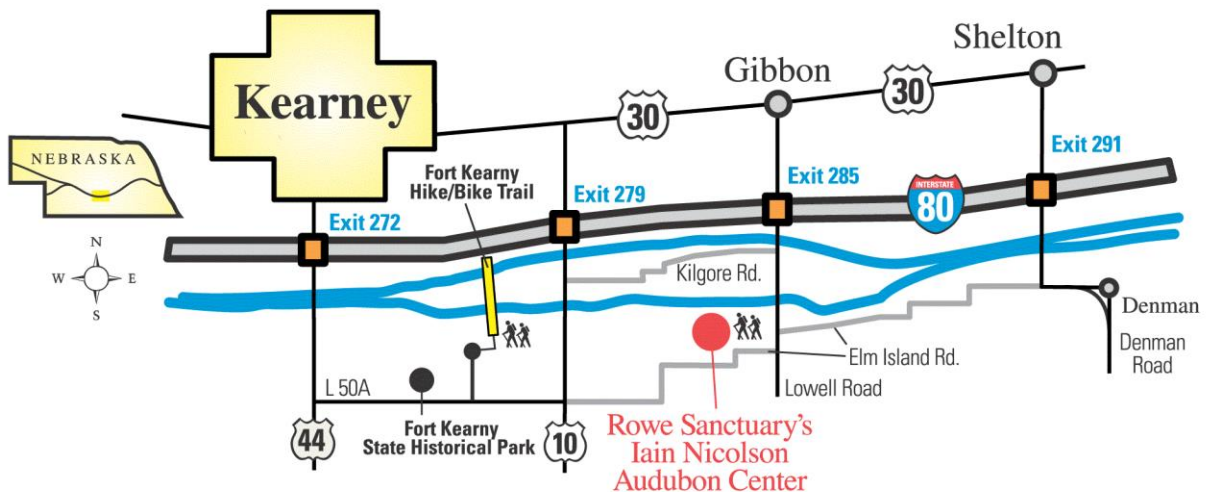 Shelton
Gibbon
30
30
Kearney
NEBRASKA
Exit 291
Fort Kearny
Hike/Bike Trail
Exit 285
Exit 279
INTERSTATE
80
Exit 272
N
W E
S
Kilgore Rd.
Denman
Denman
Road
Elm Island Rd.
L 50A
Lowell Road
Fort Kearny
State Historical Park
44
10
Rowe Sanctuary's
Iain Nicolson
Audubon Center